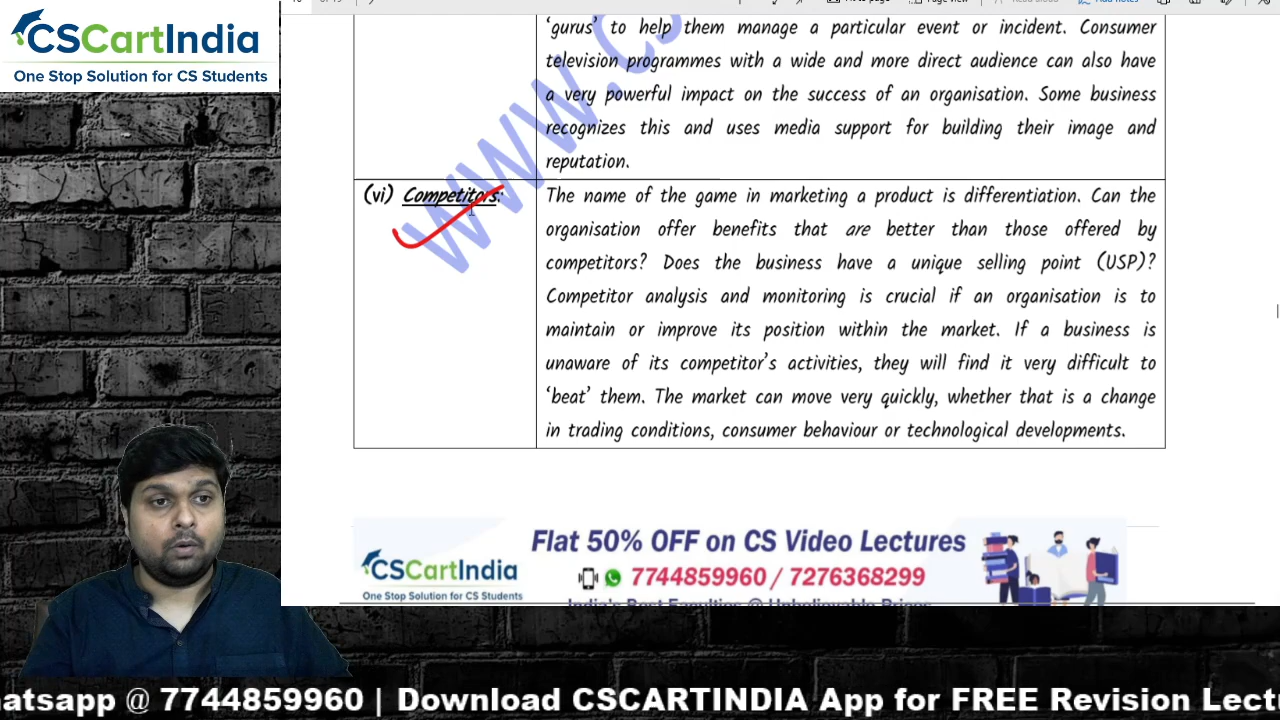 CSCartIndia
One Stop Solution for CS Students
'gurus' to help them manage a particular event or incident. Consumer
television programmes with a wide and more direct audience can also have
a very powerful impact on the success of an organisation. Some business
recognizes this and uses media support for building their image and
reputation.
(vi) Competitors:
The name of the game in marketing a product is differentiation. Can the
organisation offer benefits that are better than those offered by
competitors? Does the business have a unique selling point (USP)?
Competitor analysis and monitoring is crucial if an organisation is to
maintain or improve its position within the market. If a business is
unaware of its competitor's activities, they will find it very difficult to
'beat' them. The market can move very quickly, whether that is a change
in trading conditions, consumer behaviour or technological developments.
www.cs
Flat 50% OFF on CS Video Lectures
CSCartIndia
One Stop Solution for CS Students
7744859960 / 7276368299
India's Best Faculties @ Unbelievable Prices
hatsapp @ 7744859960 | Download CSCARTINDIA App for FREE Revision Lect